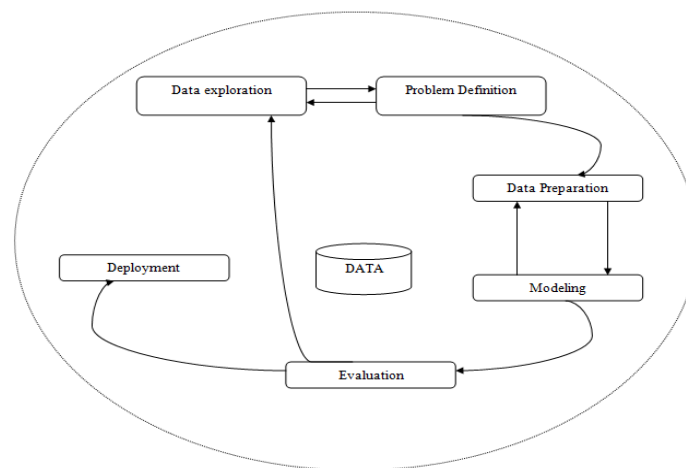 Data exploration
Problem Definition
Data Preparation
Deployment
DATA
Modeling
Evaluation